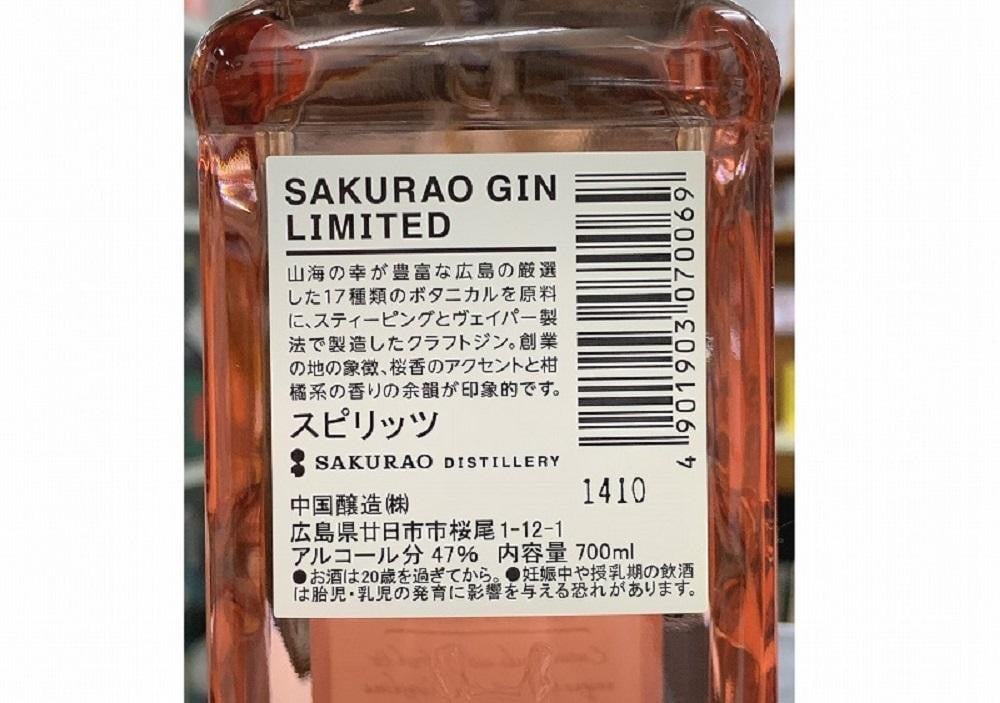 SAKURAO GIN
LIMITED
山海の幸が豊富な広島の厳選
した17種類のボタニカルを原料
に、スティーピングとヴェイパー製
法で製造したクラフトジン。創業
の地の象徴、桜香のアクセントと柑
橘系の香りの余韻が印象的です。
スピリッツ
SAKURAO DISTILLERY
中国醸造㈱
広島県廿日市市桜尾1-12-1
アルコール分 47% 内容量 700ml
●お酒は20歳を過ぎてから。●妊娠中や授乳期の飲酒
は胎児・乳児の発育に影響を与える恐れがあります。
4 901903 070069
1410